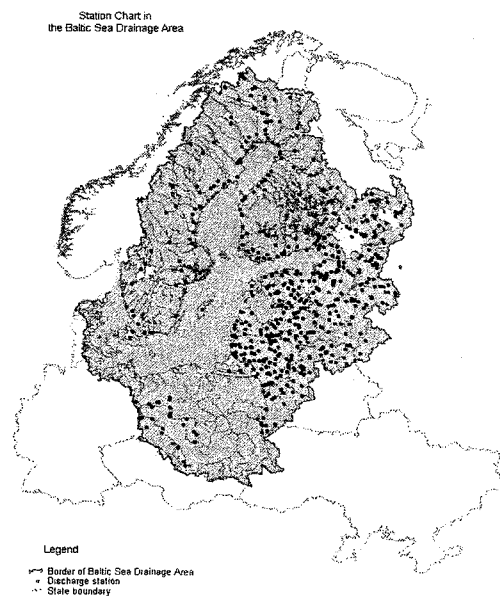 Station Chart in
the Baltic Sea Drainage Area
Legend
Border of Baltic Sea Drainage Area
Discharge station
State boundary